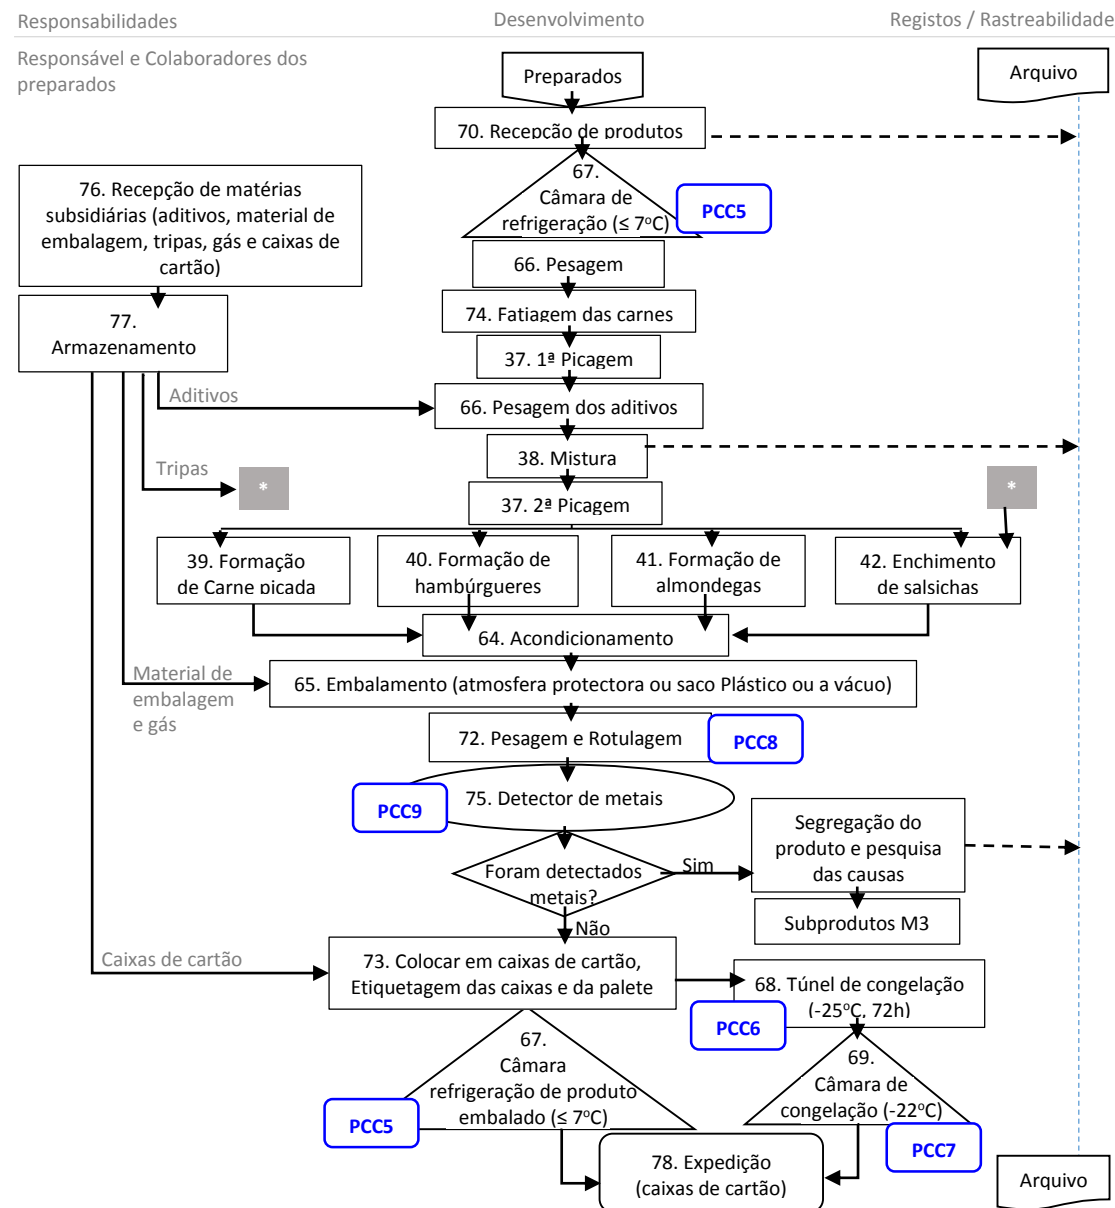 Responsabilidades
Desenvolvimento
Registos / Rastreabilidade
Responsável e Colaboradores dos
preparados
Preparados
Arquivo
70. Recepção de produtos
67.
Câmara de
refrigeração (≤ 7ºC)
PCC5
76. Recepção de matérias
subsidiárias (aditivos, material de
embalagem, tripas, gás e caixas de
cartão)
66. Pesagem
74. Fatiagem das carnes
77.
Armazenamento
37. 1ª Picagem
Aditivos
66. Pesagem dos aditivos
38. Mistura
Tripas
*
*
37. 2ª Picagem
39. Formação
de Carne picada
40. Formação de
hambúrgueres
41. Formação de
almondegas
42. Enchimento
de salsichas
64. Acondicionamento
Material de
embalagem
e gás
65. Embalamento (atmosfera protectora ou saco Plástico ou a vácuo)
72. Pesagem e Rotulagem
PCC8
75. Detector de metais
PCC9
Foram detectados
metais?
Sim
Segregação do
produto e pesquisa
das causas
Subprodutos M3
Não
Caixas de cartão
73. Colocar em caixas de cartão,
Etiquetagem das caixas e da palete
68. Túnel de congelação
(-25ºC, 72h)
PCC6
67.
Câmara
refrigeração de produto
embalado (≤ 7ºC)
PCC5
69.
Câmara de
congelação (-22ºC)
PCC7
78. Expedição
(caixas de cartão)
Arquivo